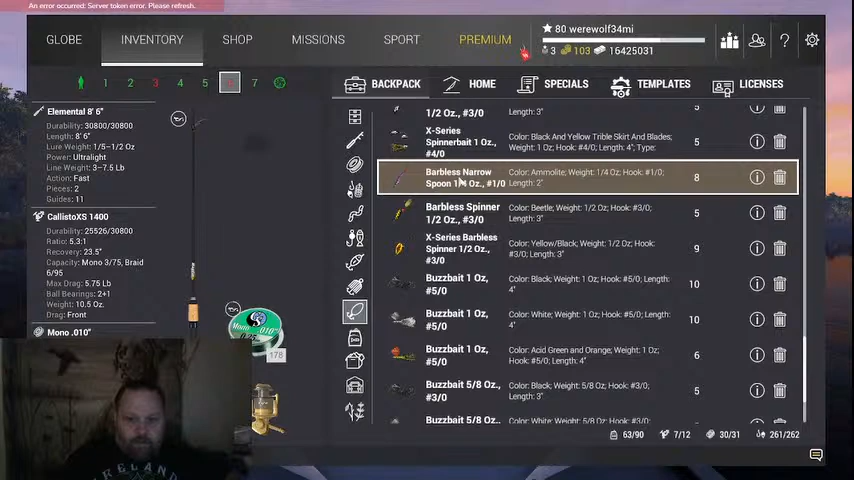 An error occurred: Server token error. Please refresh.
80 werewolf34mi
3 103 16425031
GLOBE INVENTORY SHOP MISSIONS SPORT PREMIUM
1 2 3 4 5 7
BACKPACK HOME SPECIALS TEMPLATES LICENSES
Elemental 8' 6"
Durability: 30800/30800
Length: 8' 6"
Lure Weight: 1/5–1/2 Oz
Power: Ultralight
Line Weight: 3–7.5 Lb
Action: Fast
Pieces: 2
Guides: 11
CallistoXS 1400
Durability: 25526/30800
Ratio: 5.3:1
Recovery: 23.5"
Capacity: Mono 3/75, Braid
6/95
Max Drag: 5.75 Lb
Ball Bearings: 2+1
Weight: 10.5 Oz.
Drag: Front
Mono .010"
Mono .010"
178
1/2 Oz., #3/0
Length: 3"
5
X-Series
Spinnerbait 1 Oz.,
#4/0
Color: Black And Yellow Trible Skirt And Blades;
Weight: 1 Oz; Hook: #4/0; Length: 4"; Type:
5
Barbless Narrow
Spoon 1/4 Oz., #1/0
Color: Ammolite; Weight: 1/4 Oz; Hook: #1/0;
Length: 2"
8
Barbless Spinner
1/2 Oz., #3/0
Color: Beetle; Weight: 1/2 Oz; Hook: #3/0;
Length: 3"
5
X-Series Barbless
Spinner 1/2 Oz.,
#3/0
Color: Yellow/Black; Weight: 1/2 Oz; Hook:
#3/0; Length: 3"
9
Buzzbait 1 Oz,
#5/0
Color: Black; Weight: 1 Oz; Hook: #5/0; Length:
4"
10
Buzzbait 1 Oz,
#5/0
Color: White; Weight: 1 Oz; Hook: #5/0; Length:
4"
10
Buzzbait 1 Oz,
#5/0
Color: Acid Green and Orange; Weight: 1 Oz;
Hook: #5/0; Length: 4"
6
Buzzbait 5/8 Oz.,
#3/0
Color: Black; Weight: 5/8 Oz; Hook: #3/0;
Length: 3"
5
Buzzbait 5/8 Oz.,
Color: White; Weight: 5/8 Oz; Hook: #3/0;
63/90 7/12 30/31 261/262
IRELAND